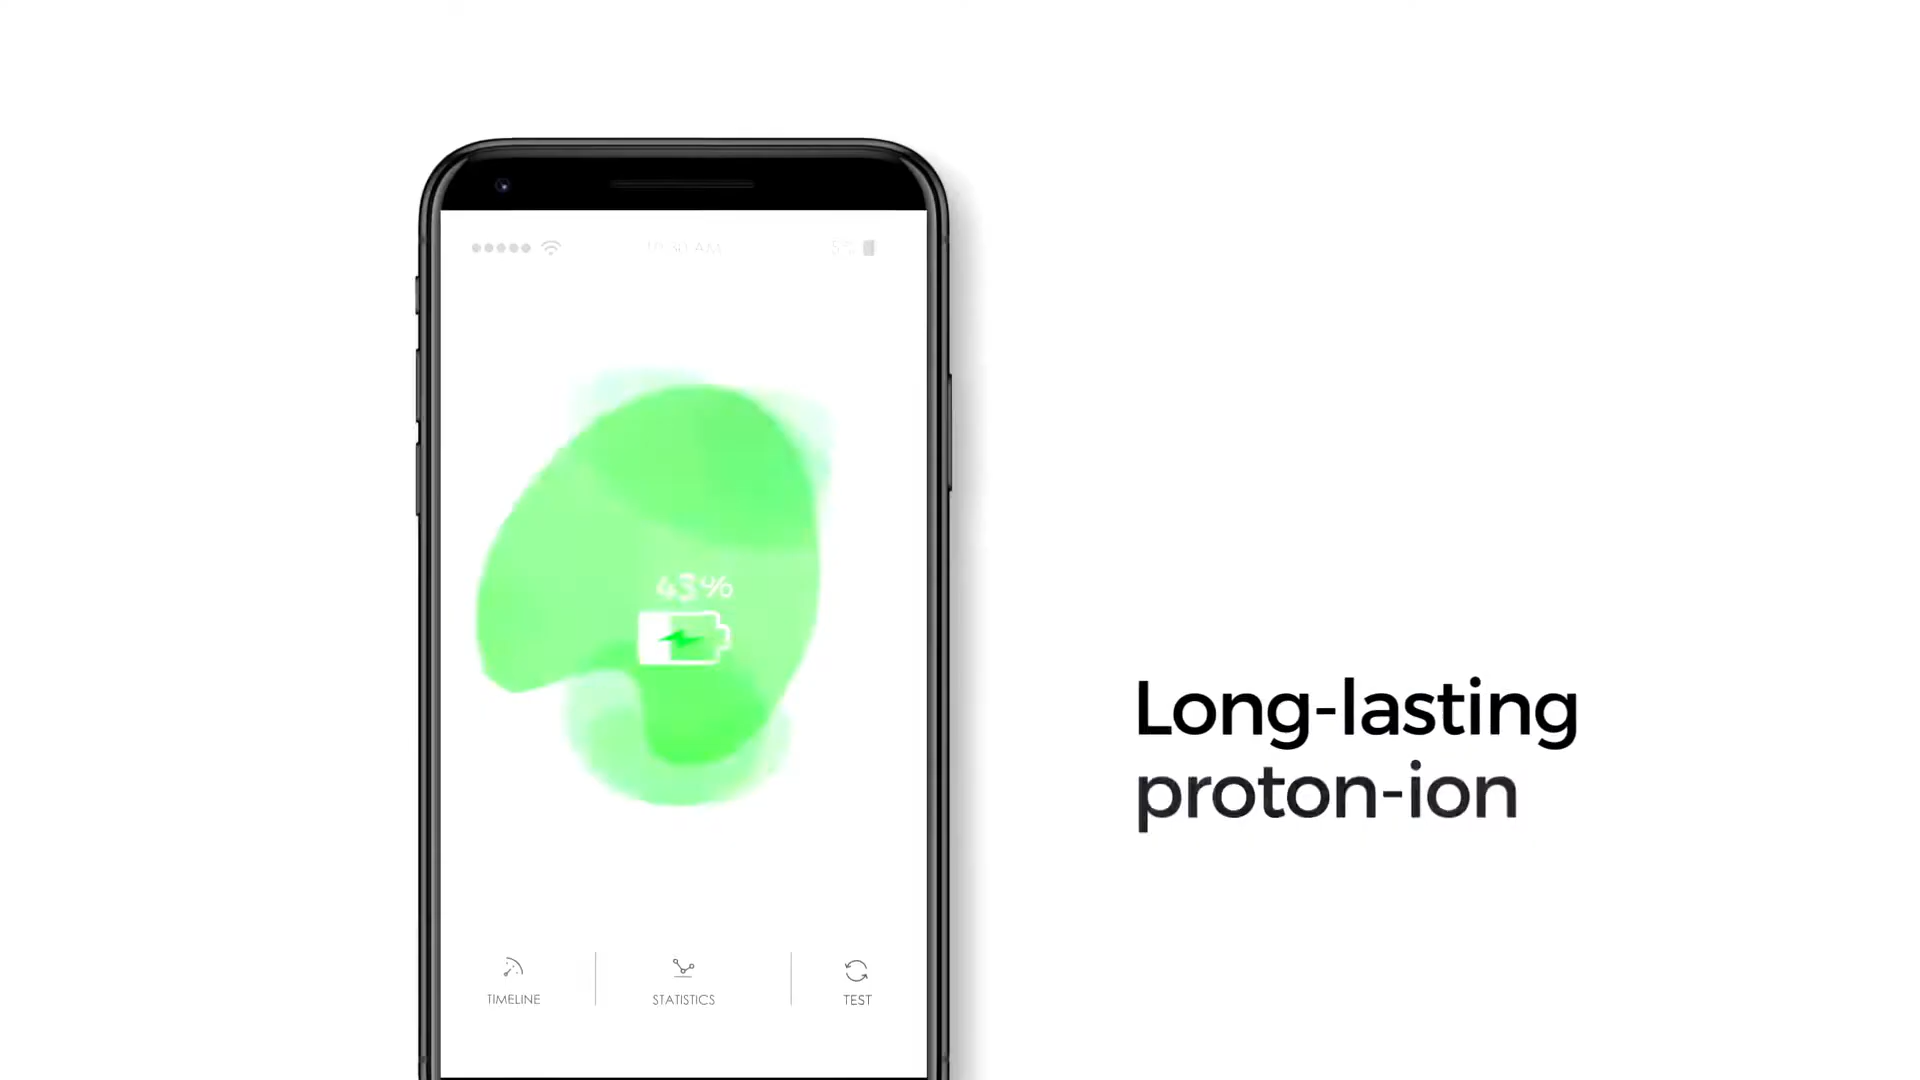 43%
Long-lasting
proton-ion
TIMELINE
STATISTICS
TEST